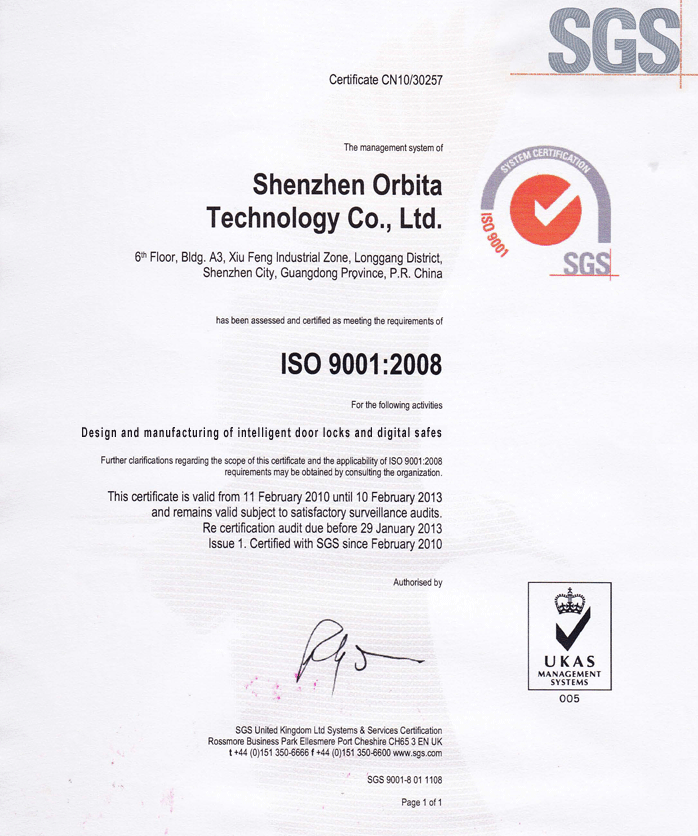 SGS
Certificate CN10/30257
The management system of
Shenzhen Orbita
Technology Co., Ltd.
6th Floor, Bldg. A3, Xiu Feng Industrial Zone, Longgang District,
Shenzhen City, Guangdong Province, P.R. China
SYSTEM CERTIFICATION
ISO 9001
SGS
has been assessed and certified as meeting the requirements of
ISO 9001:2008
For the following activities
Design and manufacturing of intelligent door locks and digital safes
Further clarifications regarding the scope of this certificate and the applicability of ISO 9001:2008
requirements may be obtained by consulting the organization.
This certificate is valid from 11 February 2010 until 10 February 2013
and remains valid subject to satisfactory surveillance audits.
Re certification audit due before 29 January 2013
Issue 1. Certified with SGS since February 2010
Authorised by
UKAS
MANAGEMENT
SYSTEMS
005
SGS United Kingdom Ltd Systems & Services Certification
Rossmore Business Park Ellesmere Port Cheshire CH65 3 EN UK
t +44 (0)151 350-6666 f +44 (0)151 350-6600 www.sgs.com
SGS 9001-8 01 1108
Page 1 of 1